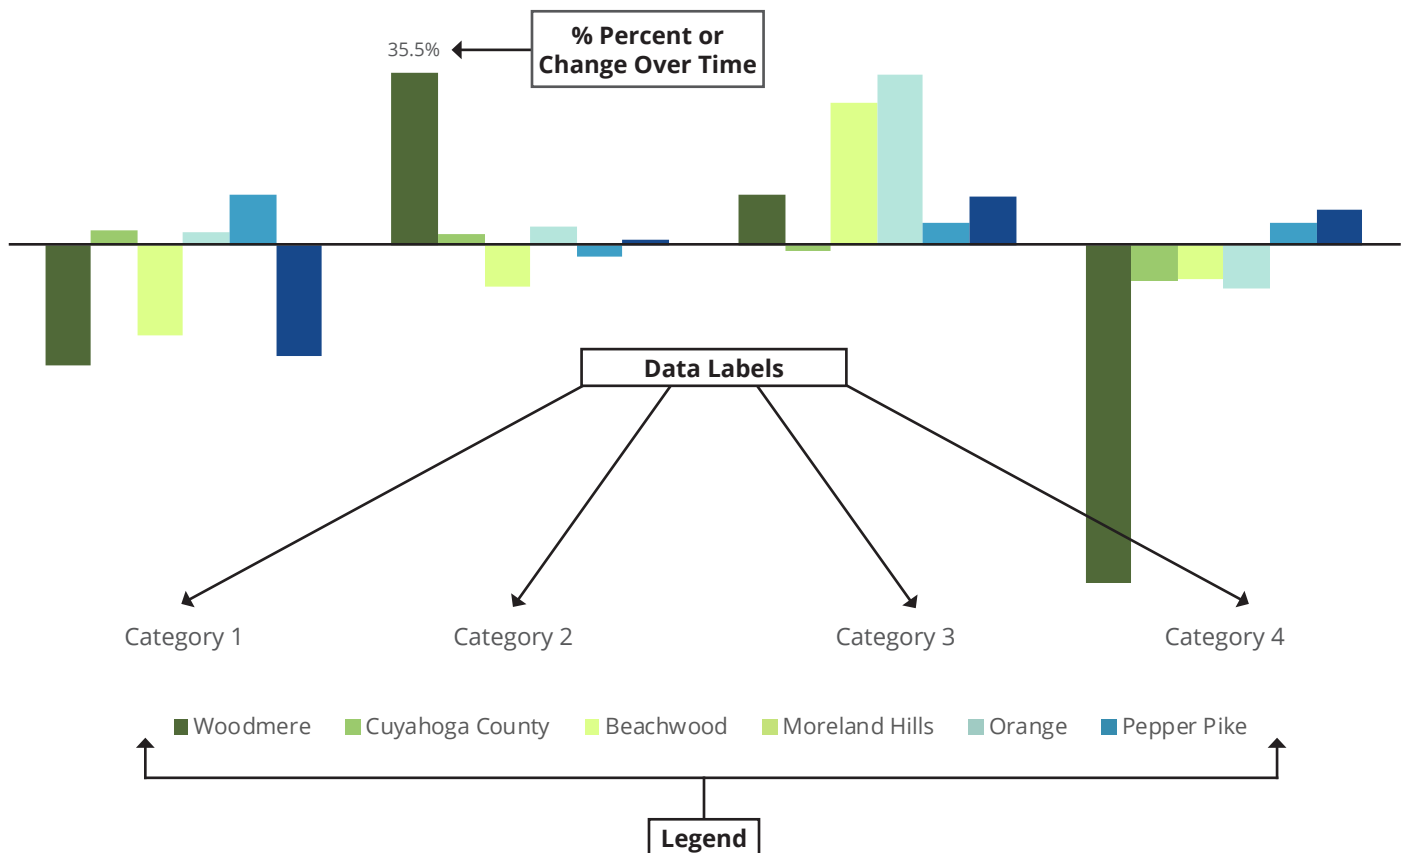 35.5%
% Percent or
Change Over Time
Data Labels
Category 1
Category 2
Category 3
Category 4
Woodmere
Cuyahoga County
Beachwood
Moreland Hills
Orange
Pepper Pike
Legend